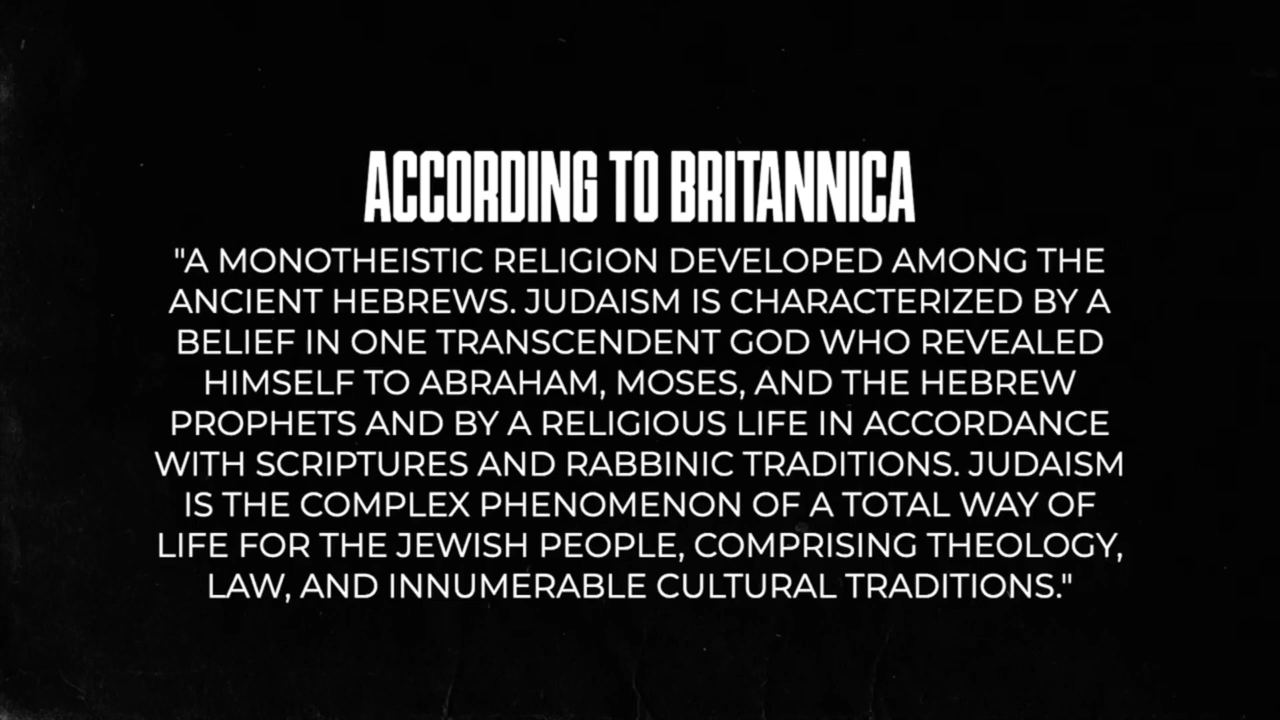 ACCORDING TO BRITANNICA
"A MONOTHEISTIC RELIGION DEVELOPED AMONG THE
ANCIENT HEBREWS. JUDAISM IS CHARACTERIZED BY A
BELIEF IN ONE TRANSCENDENT GOD WHO REVEALED
HIMSELF TO ABRAHAM, MOSES, AND THE HEBREW
PROPHETS AND BY A RELIGIOUS LIFE IN ACCORDANCE
WITH SCRIPTURES AND RABBINIC TRADITIONS. JUDAISM
IS THE COMPLEX PHENOMENON OF A TOTAL WAY OF
LIFE FOR THE JEWISH PEOPLE, COMPRISING THEOLOGY,
LAW, AND INNUMERABLE CULTURAL TRADITIONS."